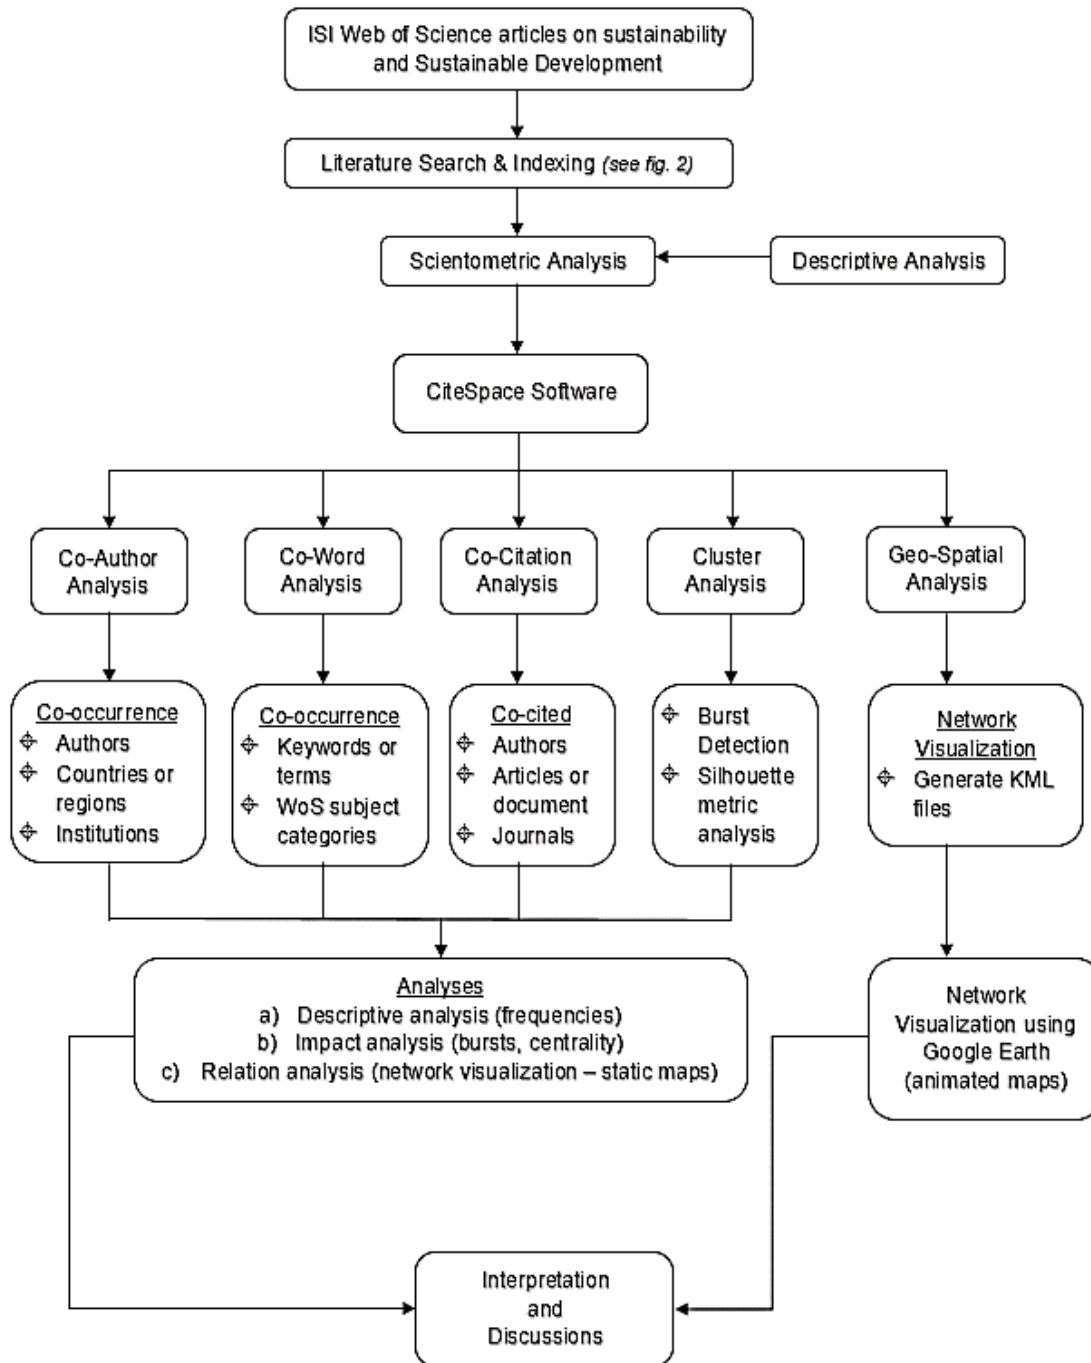 ISI Web of Science articles on sustainability
and Sustainable Development
Literature Search & Indexing (see fig. 2)
Scientometric Analysis
Descriptive Analysis
CiteSpace Software
Co-Author
Analysis
Co-Word
Analysis
Co-Citation
Analysis
Cluster
Analysis
Geo-Spatial
Analysis
Co-occurrence
Authors
Countries or
regions
Institutions
Co-occurrence
Keywords or
terms
WoS subject
categories
Co-cited
Authors
Articles or
document
Journals
Burst
Detection
Silhouette
metric
analysis
Network
Visualization
Generate KML
files
Analyses
a) Descriptive analysis (frequencies)
b) Impact analysis (bursts, centrality)
c) Relation analysis (network visualization – static maps)
Network
Visualization using
Google Earth
(animated maps)
Interpretation
and
Discussions